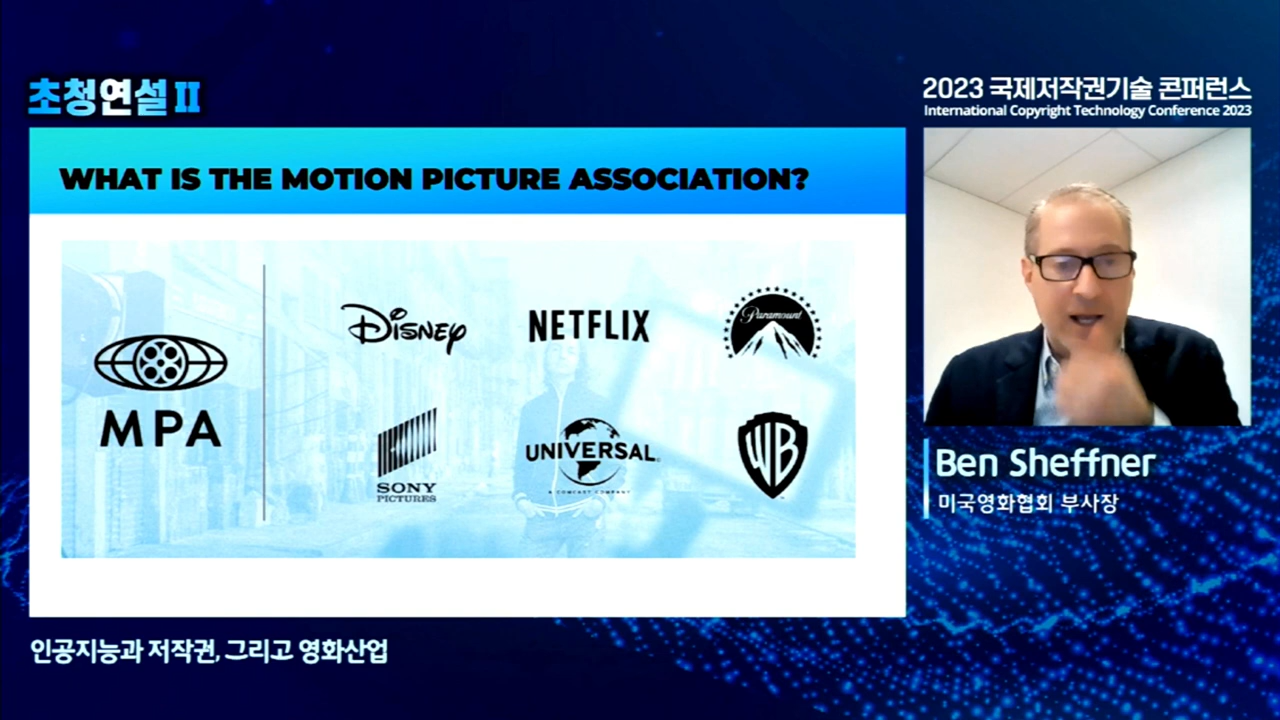 초청연설 II
2023 국제저작권기술 콘퍼런스
International Copyright Technology Conference 2023
WHAT IS THE MOTION PICTURE ASSOCIATION?
MPA
DISNEY
NETFLIX
Paramount
SONY
PICTURES
UNIVERSAL
A COMCAST COMPANY
WB
Ben Sheffner
미국영화협회 부사장
인공지능과 저작권, 그리고 영화산업